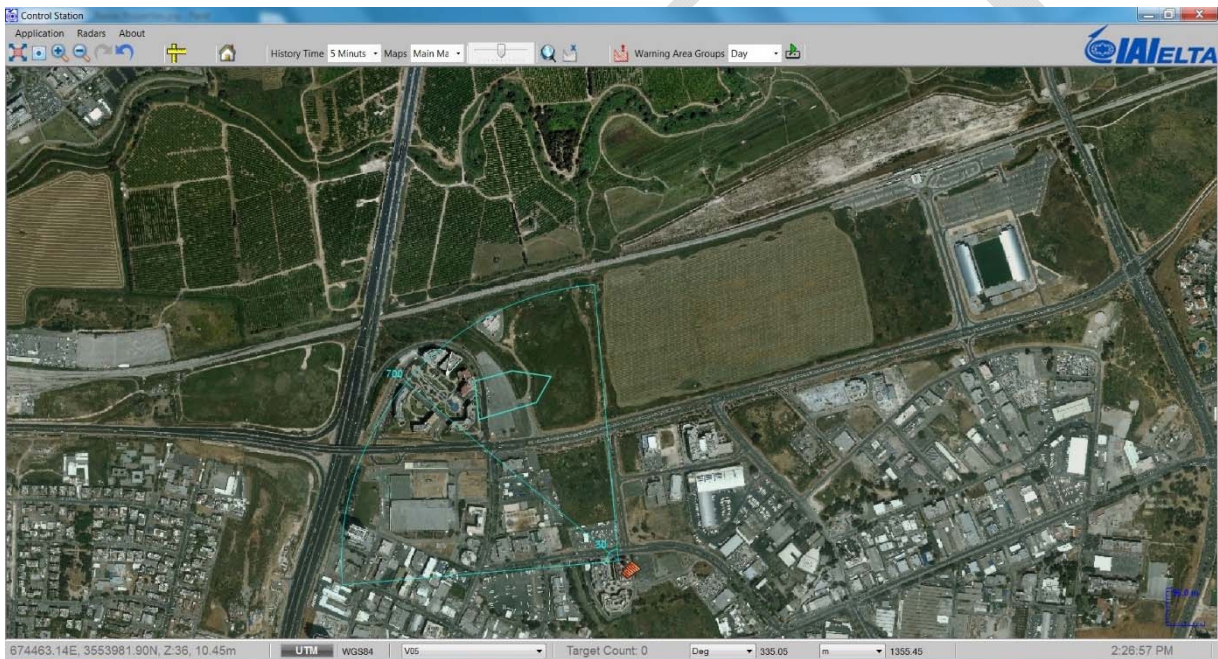 Control Station
Application Radars About
History Time 5 Minuts Maps Main Ma Warning Area Groups Day
IAI ELTA
700
30
674463.14E, 3553981.90N, Z:36, 10.45m UTM WGS84 V05 Target Count: 0 Deg 335.05 m 1355.45 2:26:57 PM